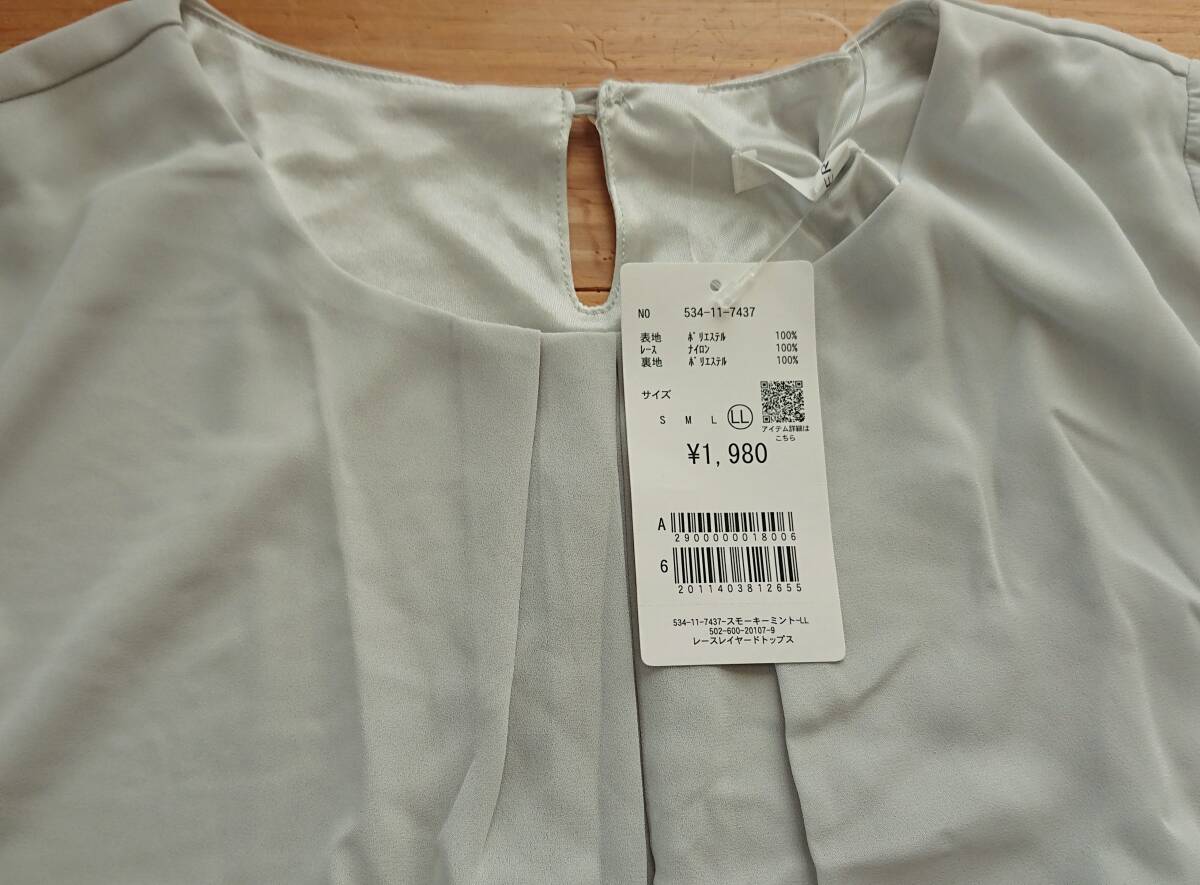 ER
NO 534-11-7437
表地 ポリエステル 100%
レース ナイロン 100%
裏地 ポリエステル 100%
サイズ
S M L LL
アイテム詳細は
こちら
¥1,980
A
2900000018006
6
2011403812655
534-11-7437-スモーキーミント-LL
502-600-20107-9
レースレイヤードトップス